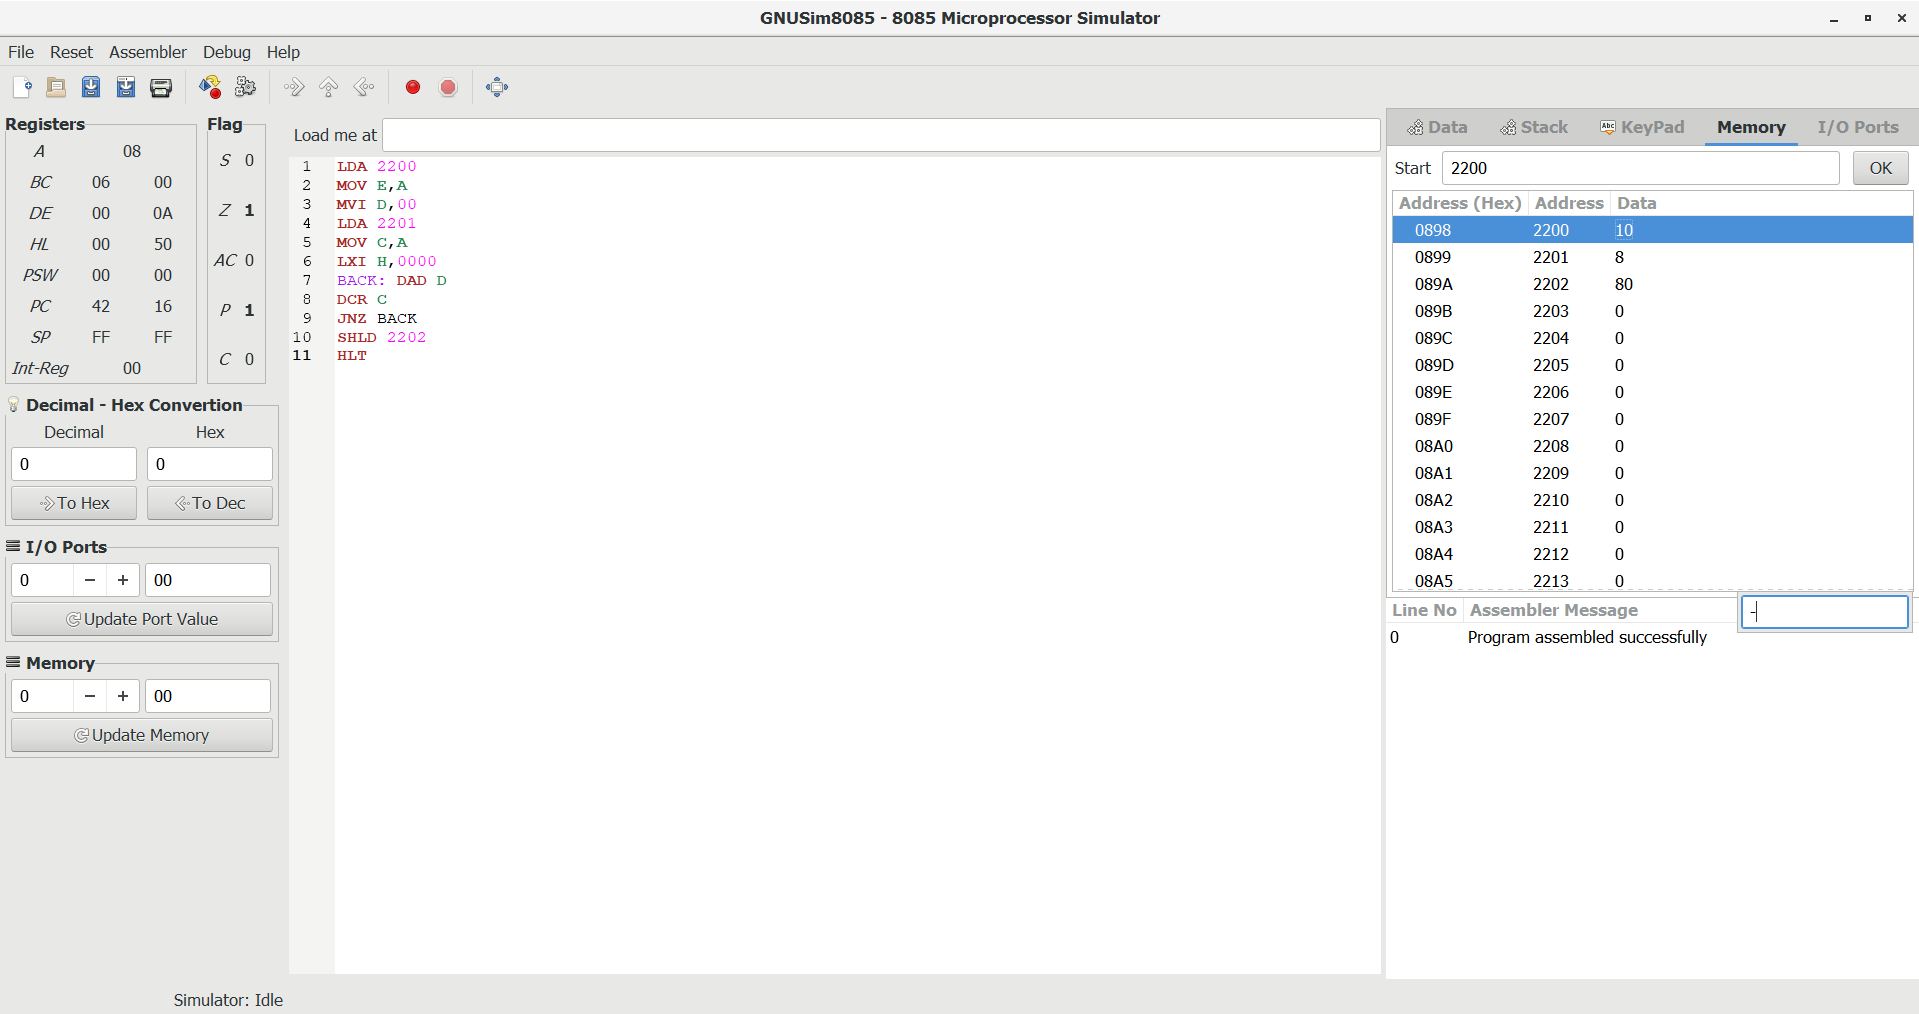 GNUSim8085 - 8085 Microprocessor Simulator
File Reset Assembler Debug Help
Registers
A 08
BC 06 00
DE 00 0A
HL 00 50
PSW 00 00
PC 42 16
SP FF FF
Int-Reg 00
Flag
S 0
Z 1
AC 0
P 1
C 0
Decimal - Hex Convertion
Decimal Hex
0 0
To Hex To Dec
I/O Ports
0 − + 00
Update Port Value
Memory
0 − + 00
Update Memory
Load me at
1 LDA 2200
2 MOV E,A
3 MVI D,00
4 LDA 2201
5 MOV C,A
6 LXI H,0000
7 BACK: DAD D
8 DCR C
9 JNZ BACK
10 SHLD 2202
11 HLT
Data Stack Abc KeyPad Memory I/O Ports
Start 2200 OK
Address (Hex) Address Data
0898 2200 10
0899 2201 8
089A 2202 80
089B 2203 0
089C 2204 0
089D 2205 0
089E 2206 0
089F 2207 0
08A0 2208 0
08A1 2209 0
08A2 2210 0
08A3 2211 0
08A4 2212 0
08A5 2213 0
Line No Assembler Message -
0 Program assembled successfully
Simulator: Idle